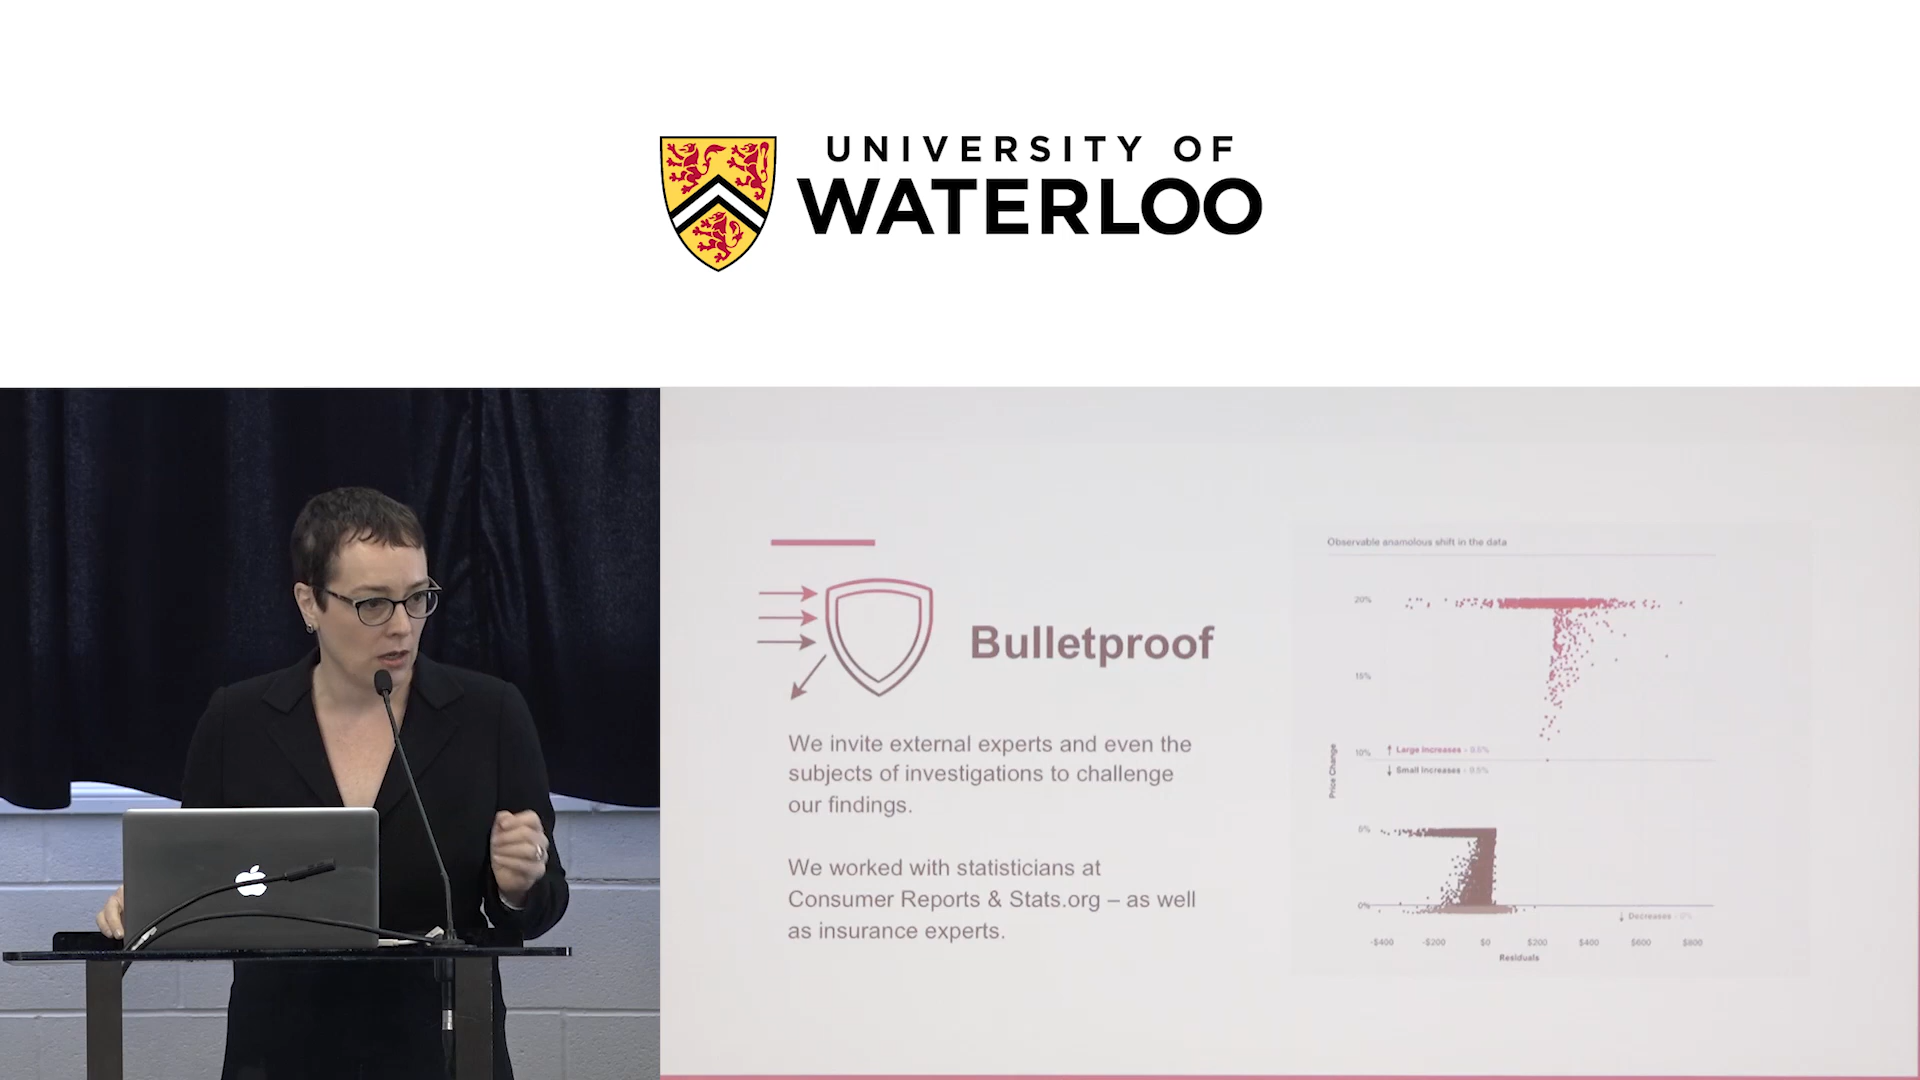 UNIVERSITY OF
WATERLOO
Bulletproof
We invite external experts and even the
subjects of investigations to challenge
our findings.
We worked with statisticians at
Consumer Reports & Stats.org – as well
as insurance experts.
Observable anamolous shift in the data
20%
15%
10%
Large increases
Small increases
Price Change
0%
Decreases
-$400 -$200 $0 $200 $400 $600 $800
Residuals